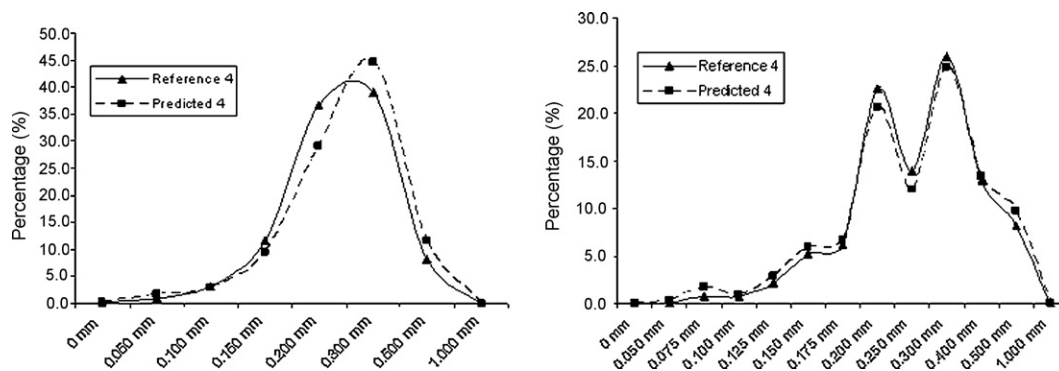 50.0
45.0
40.0
35.0
30.0
25.0
20.0
15.0
10.0
5.0
0.0
Percentage (%)
Reference 4
Predicted 4
0 mm
0.050 mm
0.100 mm
0.150 mm
0.200 mm
0.300 mm
0.500 mm
1.000 mm
30.0
25.0
20.0
15.0
10.0
5.0
0.0
Percentage (%)
Reference 4
Predicted 4
0 mm
0.050 mm
0.075 mm
0.100 mm
0.125 mm
0.150 mm
0.175 mm
0.200 mm
0.250 mm
0.300 mm
0.400 mm
0.500 mm
1.000 mm